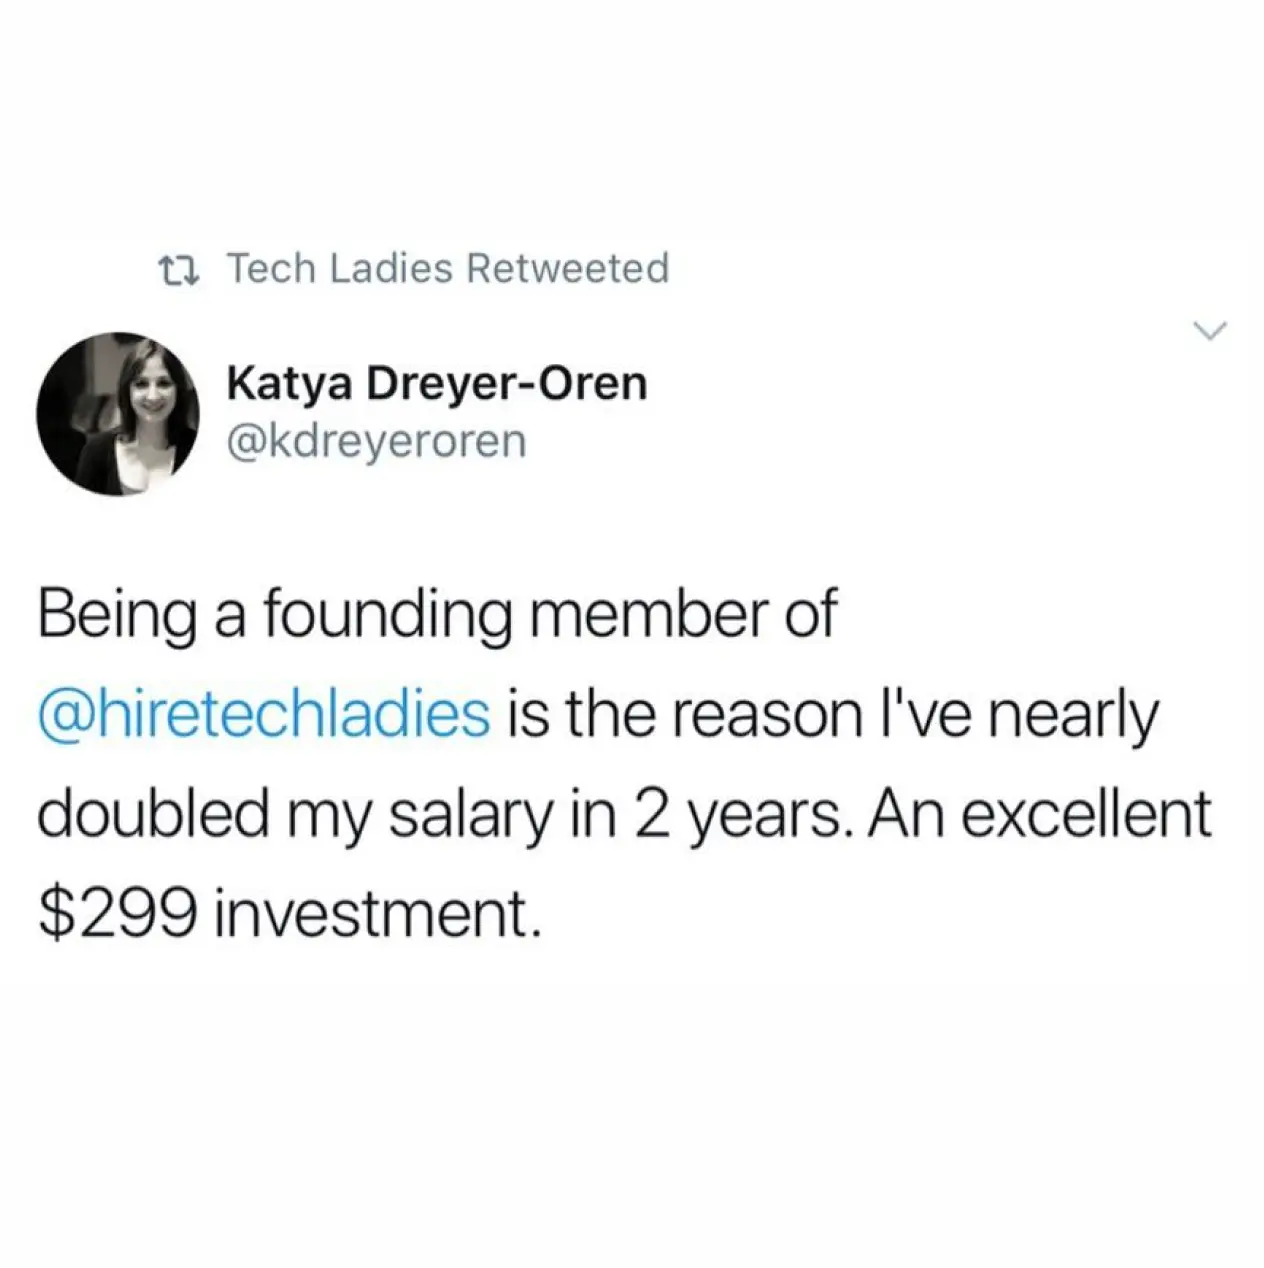 Tech Ladies Retweeted
Katya Dreyer-Oren
@kdreyeroren
Being a founding member of
@hiretechladies is the reason I've nearly
doubled my salary in 2 years. An excellent
$299 investment.